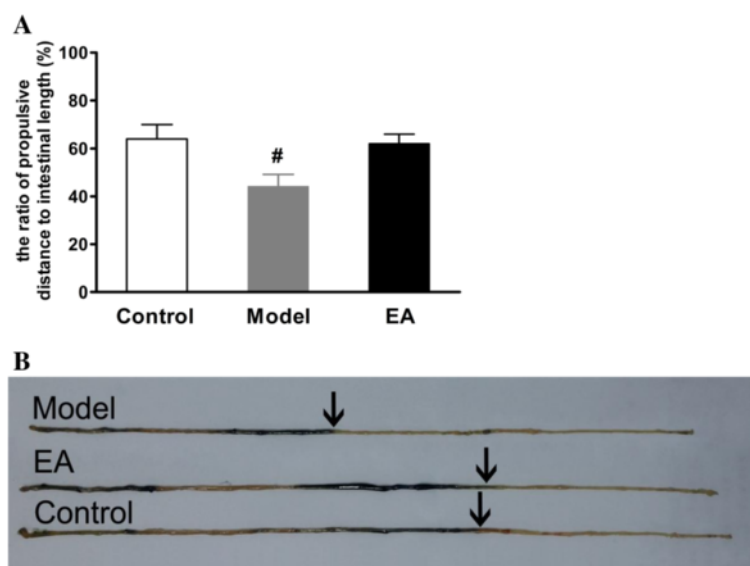 A
the ratio of propulsive
distance to intestinal length (%)
100
80
60
40
20
0
#
Control
Model
EA
B
Model
EA
Control